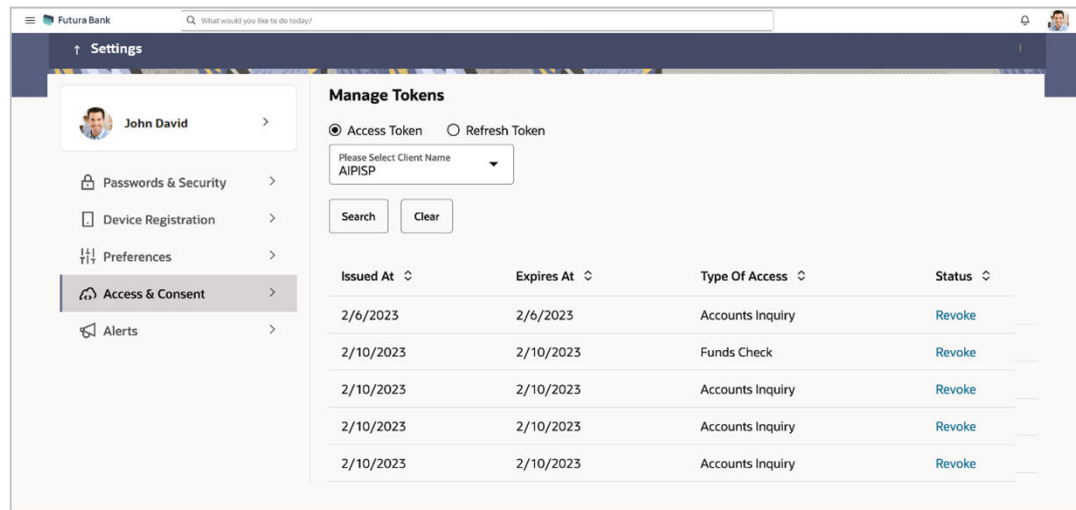 Futura Bank
What would you like to do today?
↑ Settings
John David
Passwords & Security
Device Registration
Preferences
Access & Consent
Alerts
Manage Tokens
Access Token Refresh Token
Please Select Client Name
AIPISP
Search Clear
Issued At Expires At Type Of Access Status
2/6/2023 2/6/2023 Accounts Inquiry Revoke
2/10/2023 2/10/2023 Funds Check Revoke
2/10/2023 2/10/2023 Accounts Inquiry Revoke
2/10/2023 2/10/2023 Accounts Inquiry Revoke
2/10/2023 2/10/2023 Accounts Inquiry Revoke